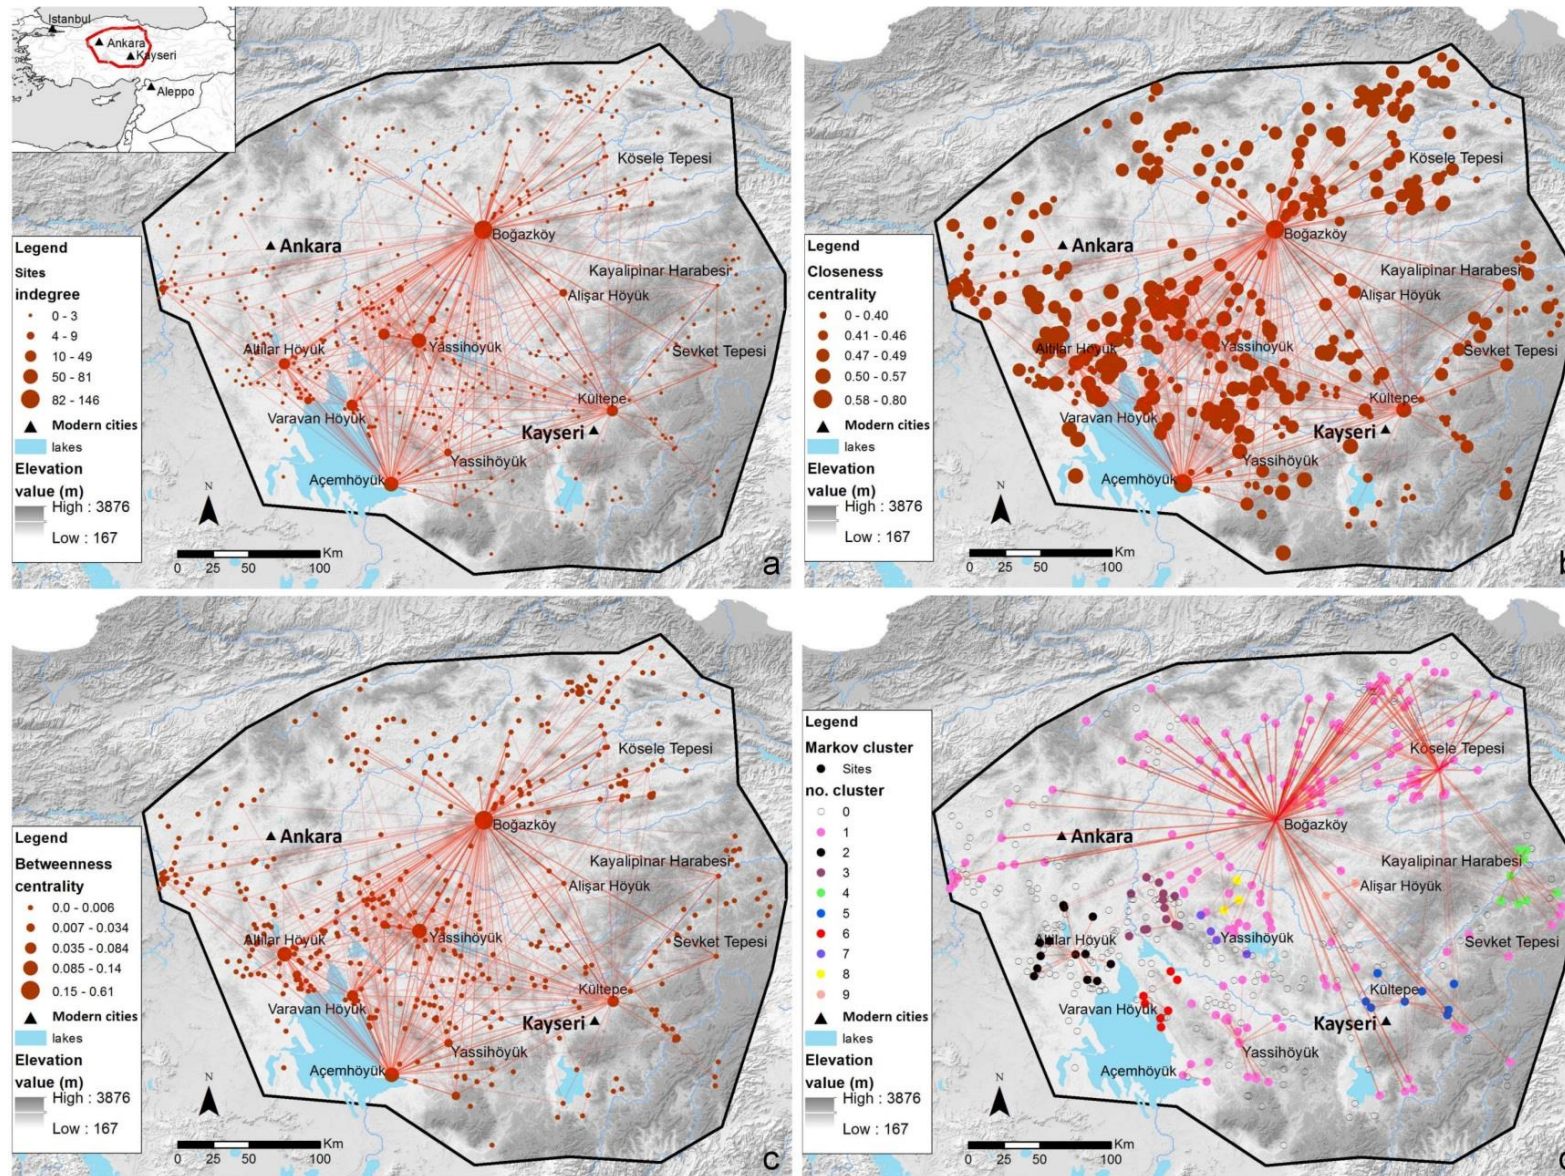 Istanbul
Ankara
Kayseri
Aleppo
Kösele Tepesi
Boğazköy
Ankara
Kayalipinar Harabesi
Alişar Höyük
Altilar Höyük
Yassihöyük
Sevket Tepesi
Varavan Höyük
Kültepe
Kayseri
Yassihöyük
Açemhöyük
Legend
Sites
indegree
0 - 3
4 - 9
10 - 49
50 - 81
82 - 146
Modern cities
lakes
Elevation
value (m)
High : 3876
Low : 167
N
Km
0 25 50 100
a
Kösele Tepesi
Boğazköy
Ankara
Kayalipinar Harabesi
Alişar Höyük
Altilar Höyük
Yassihöyük
Sevket Tepesi
Varavan Höyük
Kültepe
Kayseri
Yassihöyük
Açemhöyük
Legend
Closeness
centrality
0 - 0.40
0.41 - 0.46
0.47 - 0.49
0.50 - 0.57
0.58 - 0.80
Modern cities
lakes
Elevation
value (m)
High : 3876
Low : 167
N
Km
0 25 50 100
Kösele Tepesi
Boğazköy
Ankara
Kayalipinar Harabesi
Alişar Höyük
Altilar Höyük
Yassihöyük
Sevket Tepesi
Varavan Höyük
Kültepe
Kayseri
Yassihöyük
Açemhöyük
Legend
Betweenness
centrality
0.0 - 0.006
0.007 - 0.034
0.035 - 0.084
0.085 - 0.14
0.15 - 0.61
Modern cities
lakes
Elevation
value (m)
High : 3876
Low : 167
N
Km
0 25 50 100
c
Kösele Tepesi
Boğazköy
Ankara
Kayalipinar Harabesi
Alişar Höyük
Altilar Höyük
Yassihöyük
Sevket Tepesi
Varavan Höyük
Kültepe
Kayseri
Yassihöyük
Açemhöyük
Legend
Markov cluster
Sites
no. cluster
0
1
2
3
4
5
6
7
8
9
Modern cities
lakes
Elevation
value (m)
High : 3876
Low : 167
N
Km
0 25 50 100